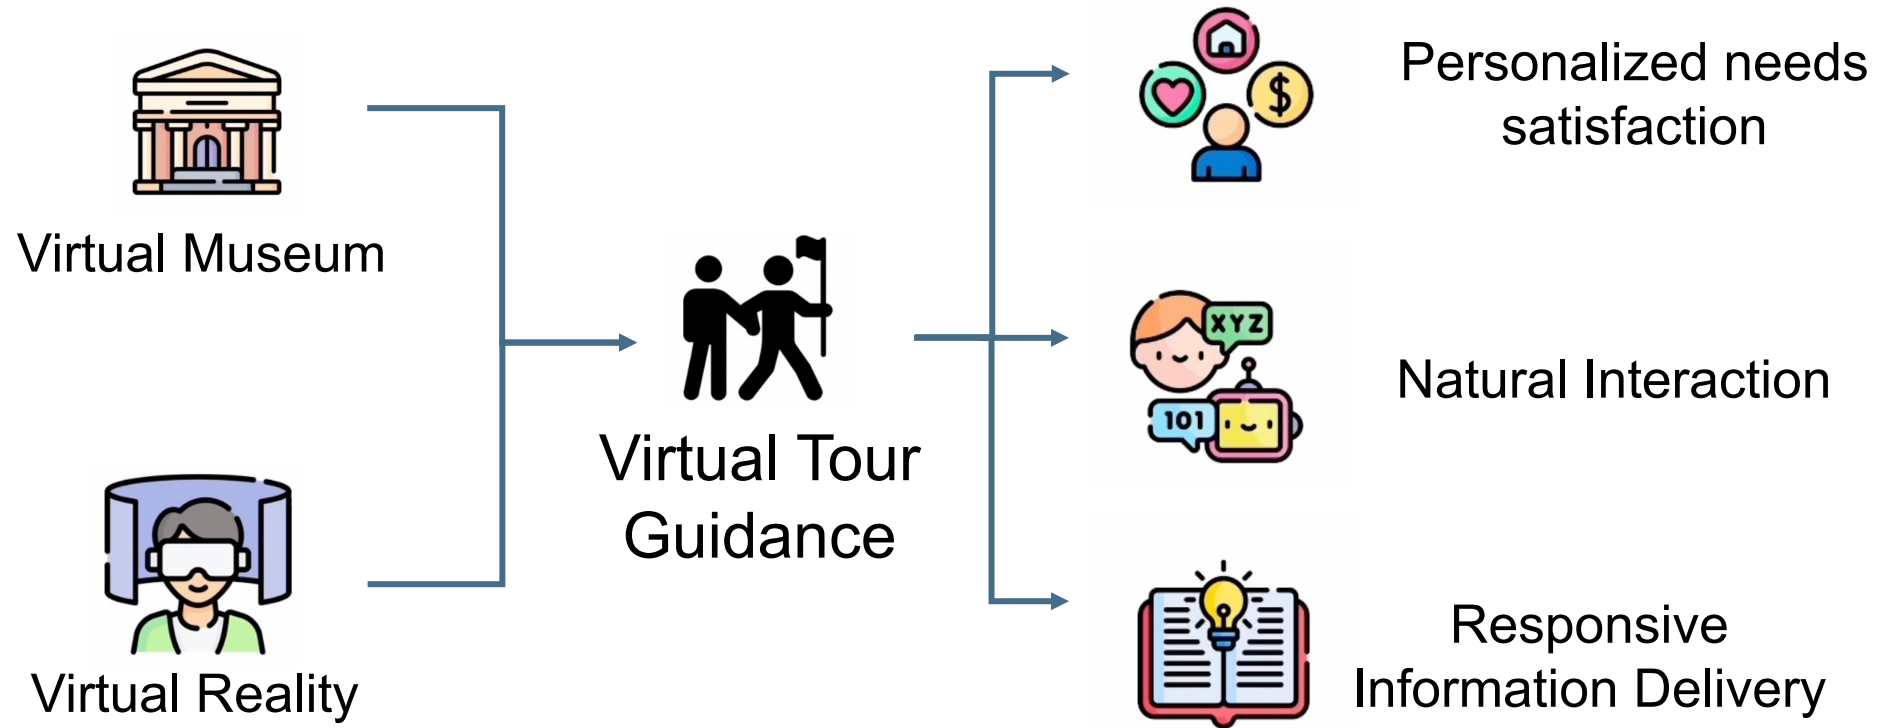 Virtual Museum
Virtual Reality
Virtual Tour
Guidance
$
Personalized needs
satisfaction
XYZ
101
Natural Interaction
Responsive
Information Delivery